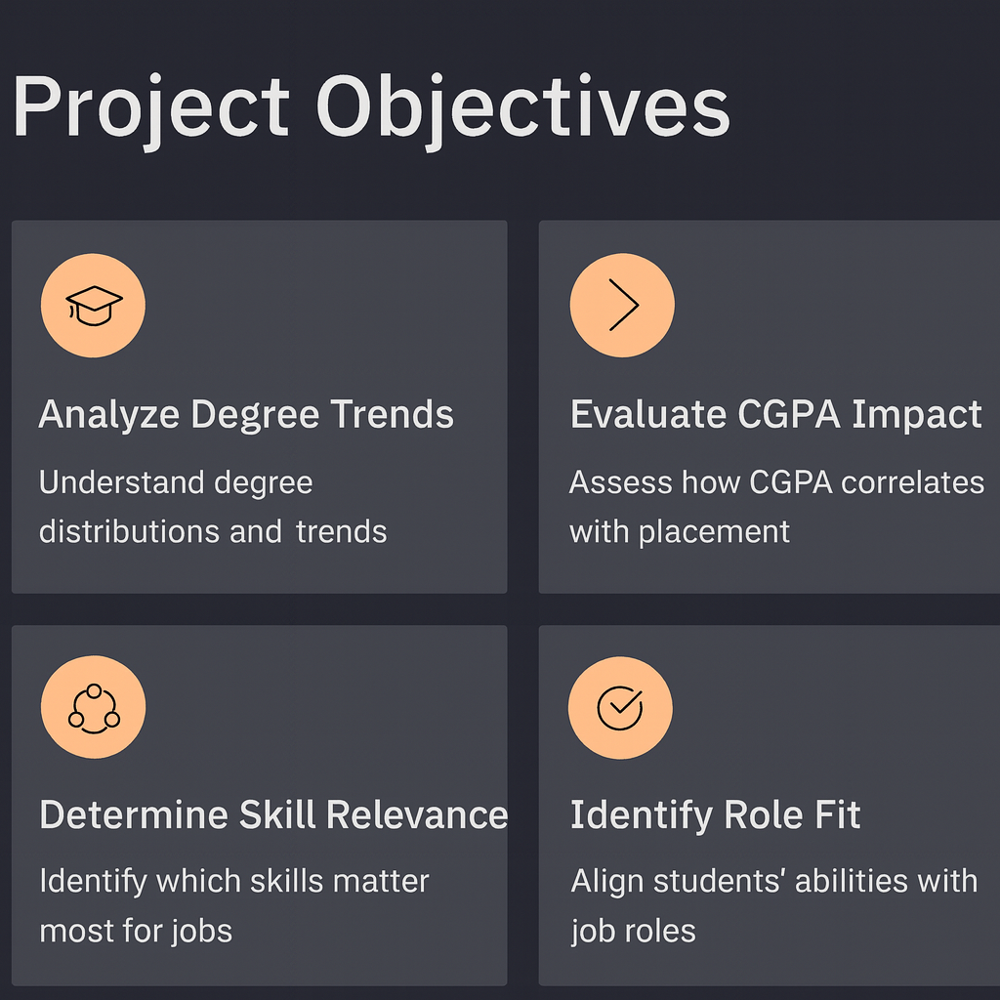 Project Objectives
Analyze Degree Trends
Understand degree
distributions and trends
Evaluate CGPA Impact
Assess how CGPA correlates
with placement
Determine Skill Relevance
Identify which skills matter
most for jobs
Identify Role Fit
Align students’ abilities with
job roles